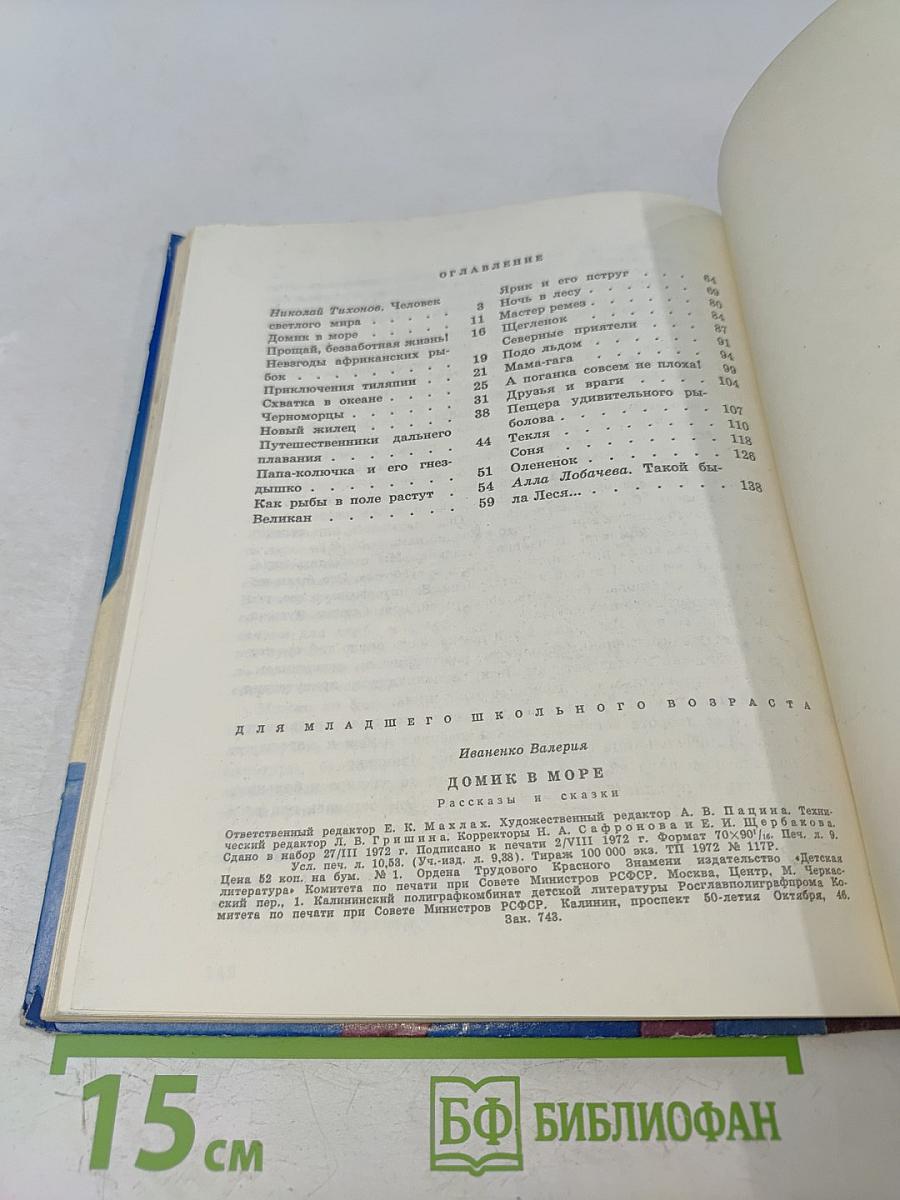 ОГЛАВЛЕНИЕ
Николай Тихонов. Человек
светлого мира . . . . . 3
Домик в море . . . . . 11
Прощай, беззаботная жизнь! 16
Невзгоды африканских ры-
бок . . . . . . . . 19
Приключения тиляпии . . 21
Схватка в океане . . . . 25
Черноморцы . . . . . . 31
Новый жилец . . . . . 38
Путешественники дальнего
плавания . . . . . . . 44
Папа-колючка и его гнез-
дышко . . . . . . . 51
Как рыбы в поле растут . 54
Великан . . . . . . . 59
Ярик и его пструг . . . 64
Ночь в лесу . . . . . . 69
Мастер ремез . . . . . 80
Щегленок . . . . . . 84
Северные приятели . . . 87
Подо льдом . . . . . . 91
Мама-гага . . . . . . 94
А поганка совсем не плоха! 99
Друзья и враги . . . . 104
Пещера удивительного ры-
болова . . . . . . . 107
Текля . . . . . . . 110
Соня . . . . . . . 118
Олененок . . . . . . 126
Алла Лобачева. Такой бы-
ла Леся... . . . . . . 138
ДЛЯ МЛАДШЕГО ШКОЛЬНОГО ВОЗРАСТА
Иваненко Валерия
ДОМИК В МОРЕ
Рассказы и сказки
Ответственный редактор Е. К. Махлах. Художественный редактор А. В. Пацина. Техни-
ческий редактор Л. В. Гришина. Корректоры Н. А. Сафронова и Е. И. Щербакова.
Сдано в набор 27/III 1972 г. Подписано к печати 2/VIII 1972 г. Формат 70×90¹/₁₆. Печ. л. 9.
Усл. печ. л. 10,53. (Уч.-изд. л. 9,38). Тираж 100 000 экз. ТП 1972 № 117Р.
Цена 52 коп. на бум. № 1. Ордена Трудового Красного Знамени издательство «Детская
литература» Комитета по печати при Совете Министров РСФСР. Москва, Центр, М. Черкас-
ский пер., 1. Калининский полиграфкомбинат детской литературы Росглавполиграфпрома Ко-
митета по печати при Совете Министров РСФСР. Калинин, проспект 50-летия Октября, 46.
Зак. 743.
15 см
БФ БИБЛИОФАН